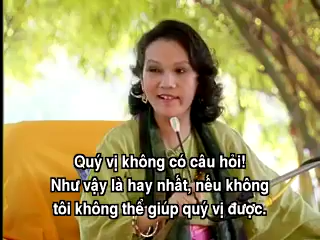 Quý vị không có câu hỏi!
Như vậy là hay nhất, nếu không
tôi không thể giúp quý vị được.